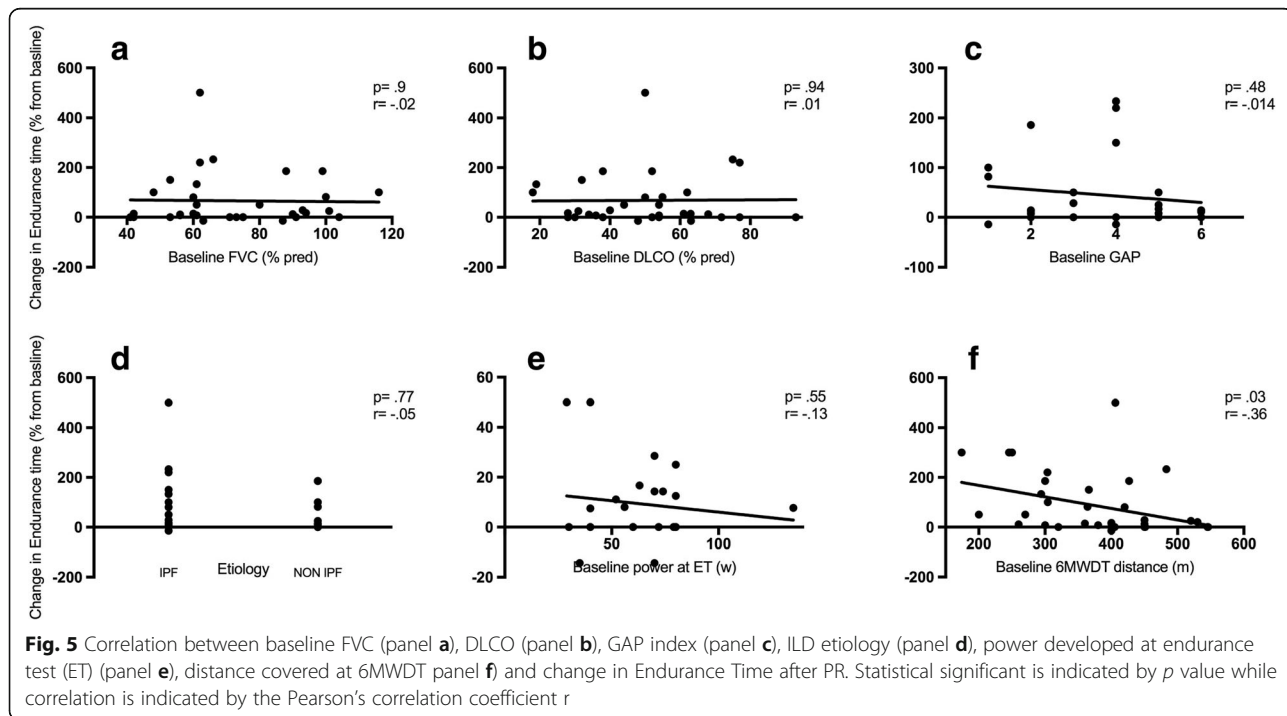 a
b
c
Change in Endurance time (% from basline)
600
400
200
0
-200
40 60 80 100 120
Baseline FVC (% pred)
p= .9
r= -.02
600
400
200
0
-200
20 40 60 80
Baseline DLCO (% pred)
p= .94
r= .01
300
200
100
0
-100
2 4 6
Baseline GAP
p= .48
r= -.014
d
e
f
Change in Endurance time (% from basline)
600
400
200
0
-200
IPF Etiology NON IPF
p= .77
r= -.05
60
40
20
0
-20
50 100
Baseline power at ET (w)
p= .55
r= -.13
600
400
200
0
-200
200 300 400 500 600
Baseline 6MWDT distance (m)
p= .03
r= -.36
Fig. 5 Correlation between baseline FVC (panel a), DLCO (panel b), GAP index (panel c), ILD etiology (panel d), power developed at endurance
test (ET) (panel e), distance covered at 6MWDT panel f) and change in Endurance Time after PR. Statistical significant is indicated by p value while
correlation is indicated by the Pearson's correlation coefficient r